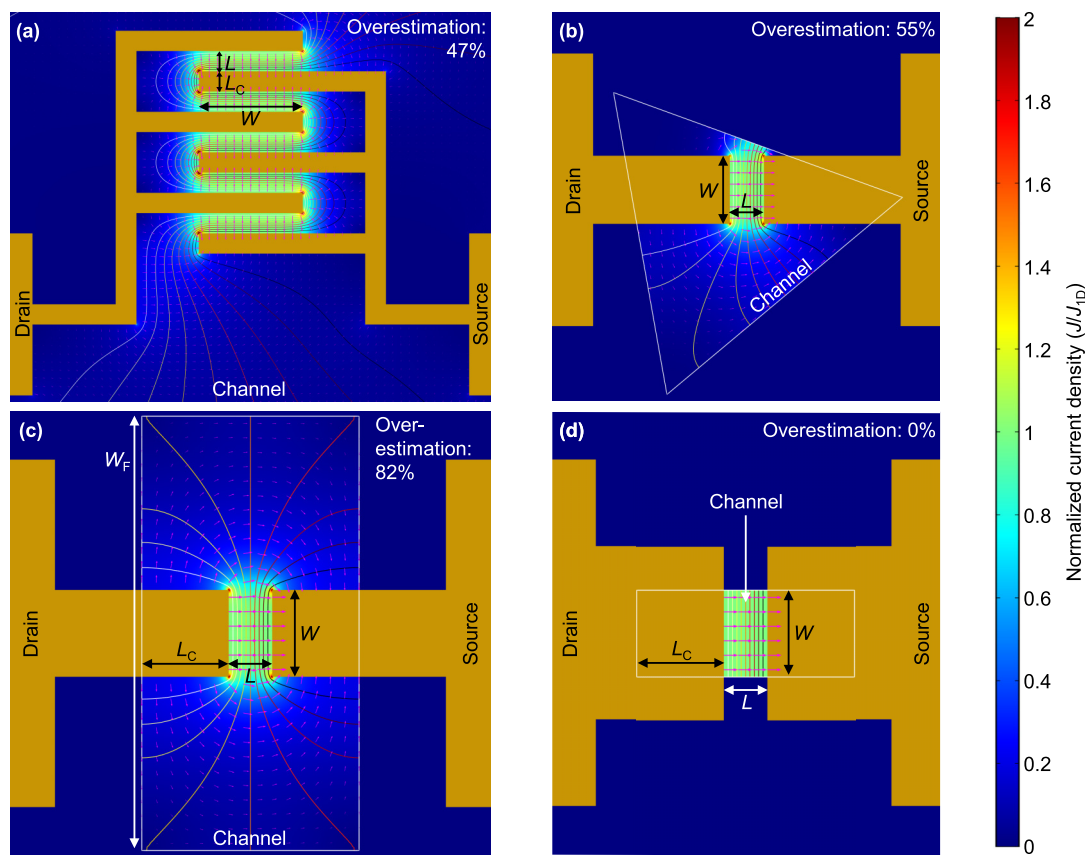 (a)
Overestimation:
47%
L
LC
W
Drain
Source
Channel
(b)
Overestimation: 55%
W
L
Drain
Source
Channel
(c)
Over-
estimation:
82%
WF
Drain
Source
LC
L
W
Channel
(d)
Overestimation: 0%
Channel
Drain
Source
LC
W
L
2
1.8
1.6
1.4
1.2
1
0.8
0.6
0.4
0.2
0
Normalized current density (J/J1D)